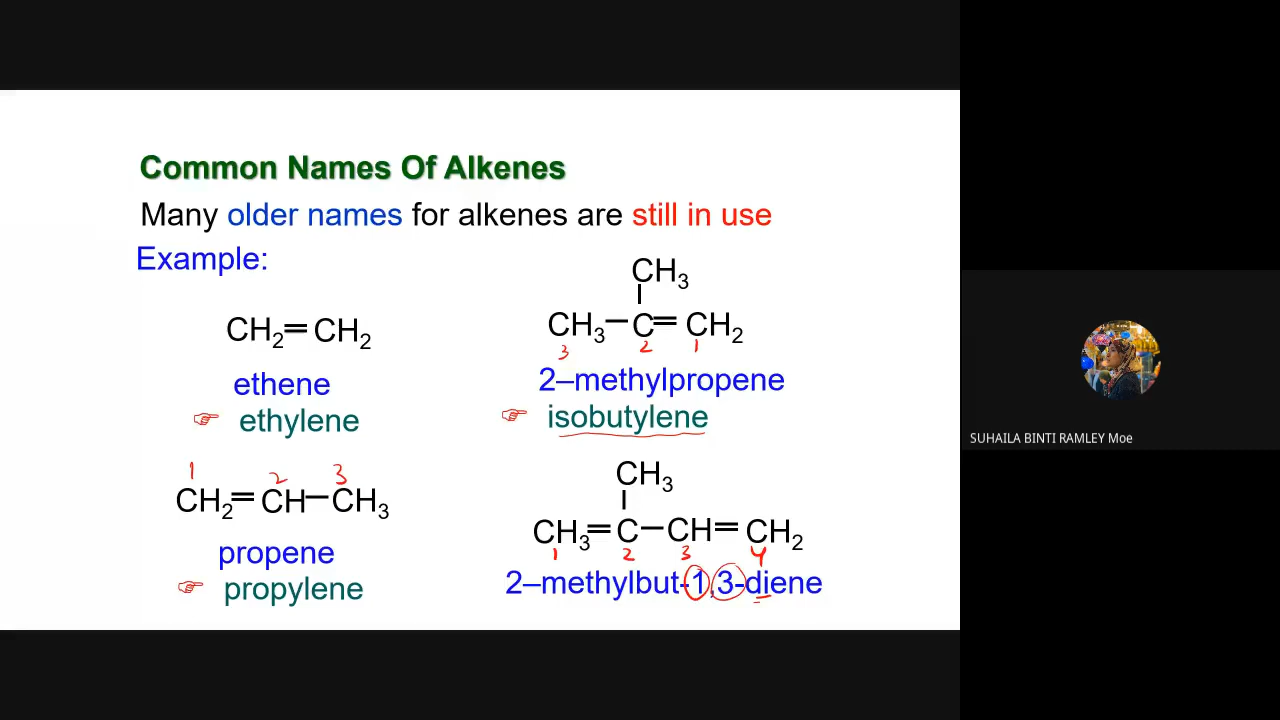 Common Names Of Alkenes
Many older names for alkenes are still in use
Example:
CH₂=CH₂
ethene
☞ ethylene
1 2 3
CH₂=CH–CH₃
propene
☞ propylene
CH₃
CH₃–C=CH₂
3 2 1
2–methylpropene
☞ isobutylene
CH₃
CH₃=C–CH=CH₂
1 2 3 4
2–methylbut-1,3-diene
SUHAILA BINTI RAMLEY Moe